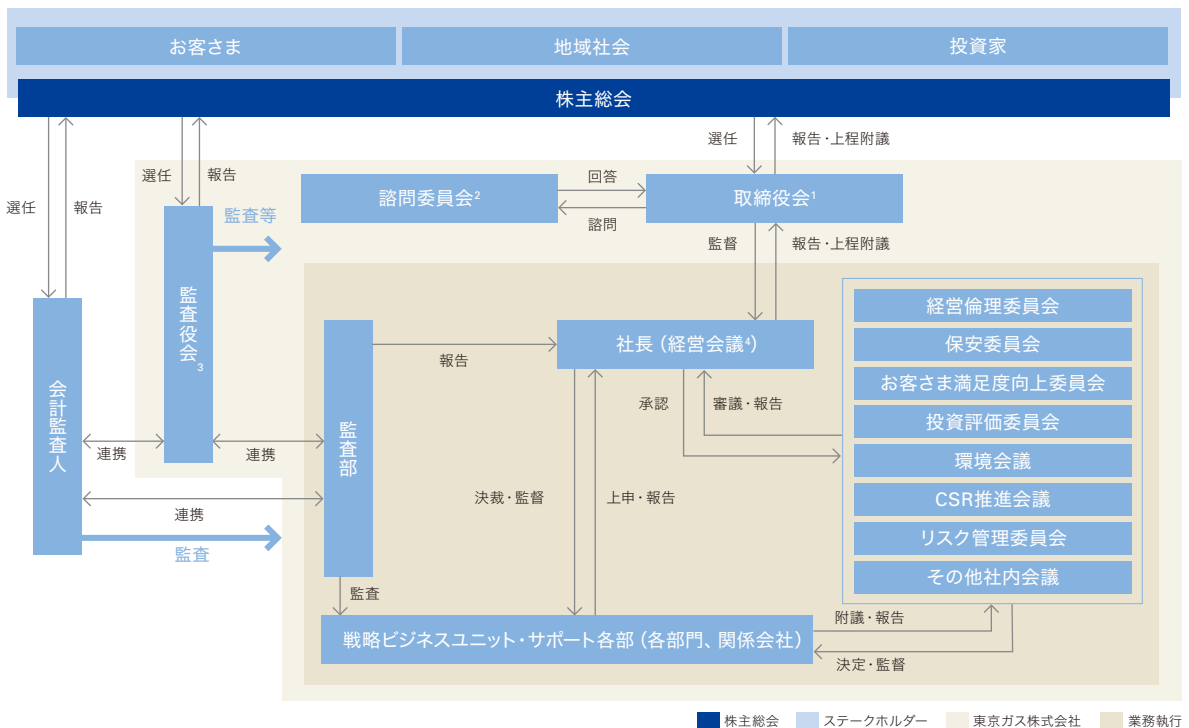 お客さま
地域社会
投資家
株主総会
選任
報告
選任
報告
選任
報告・上程附議
諮問委員会2
回答
諮問
取締役会1
監査等
監督
報告・上程附議
監査役会3
会計監査人
監査部
報告
社長（経営会議4）
承認
審議・報告
経営倫理委員会
保安委員会
お客さま満足度向上委員会
投資評価委員会
環境会議
CSR推進会議
リスク管理委員会
その他社内会議
連携
連携
連携
監査
決裁・監督
上申・報告
監査
戦略ビジネスユニット・サポート各部（各部門、関係会社）
附議・報告
決定・監督
株主総会
ステークホルダー
東京ガス株式会社
業務執行